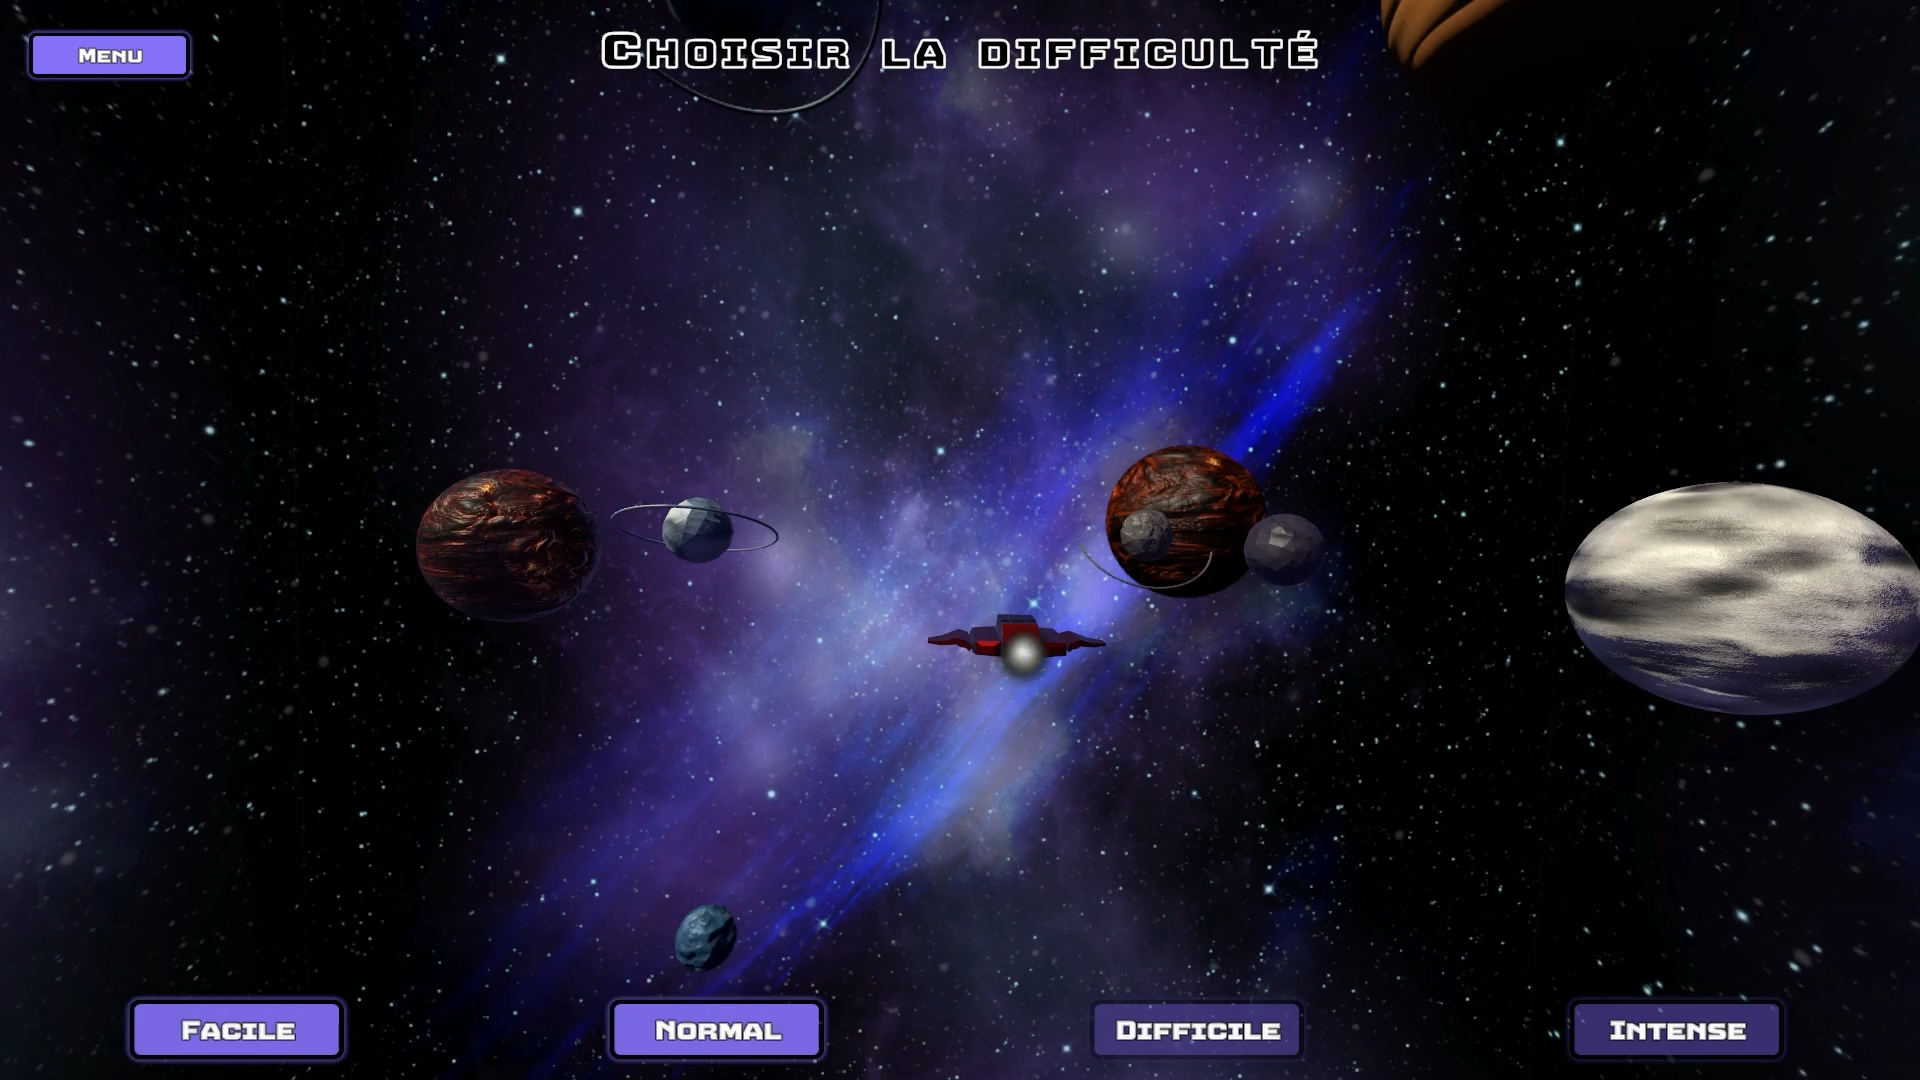 Menu
Choisir la difficulté
Facile
Normal
Difficile
Intense